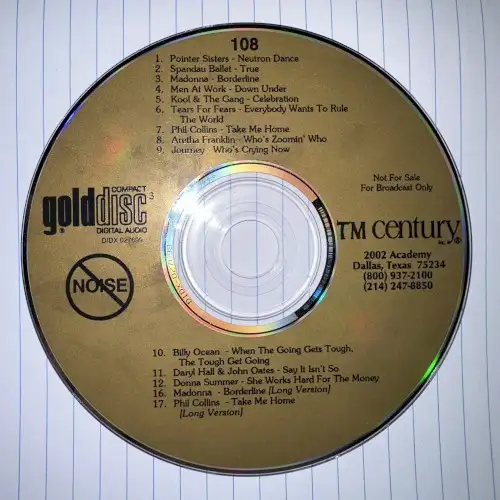 108
1. Pointer Sisters - Neutron Dance
2. Spandau Ballet - True
3. Madonna - Borderline
4. Men At Work - Down Under
5. Kool & The Gang - Celebration
6. Tears For Fears - Everybody Wants To Rule
The World
7. Phil Collins - Take Me Home
8. Aretha Franklin - Who's Zoomin' Who
9. Journey - Who's Crying Now
COMPACT
golddisc
DIGITAL AUDIO
NOISE
Not For Sale
For Broadcast Only
TM century
2002 Academy
Dallas, Texas 75234
(800) 937-2100
(214) 247-8850
10. Billy Ocean - When The Going Gets Tough,
The Tough Get Going
11. Daryl Hall & John Oates - Say It Isn't So
12. Donna Summer - She Works Hard For The Money
16. Madonna - Borderline [Long Version]
17. Phil Collins - Take Me Home
[Long Version]